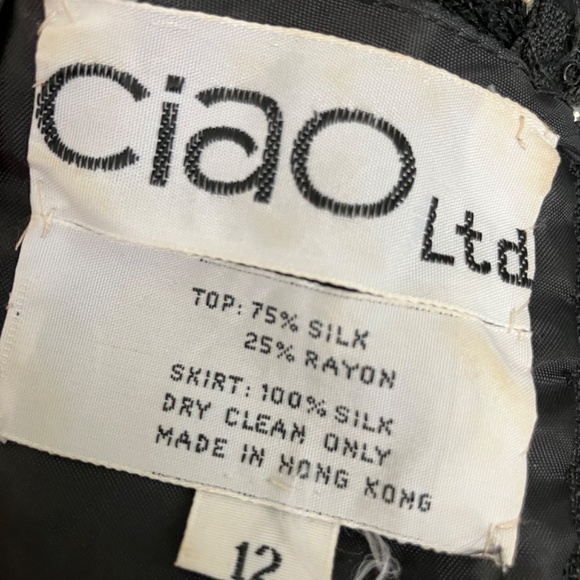 Ciao
Ltd
TOP: 75% SILK
25% RAYON
SKIRT: 100% SILK
DRY CLEAN ONLY
MADE IN HONG KONG
12